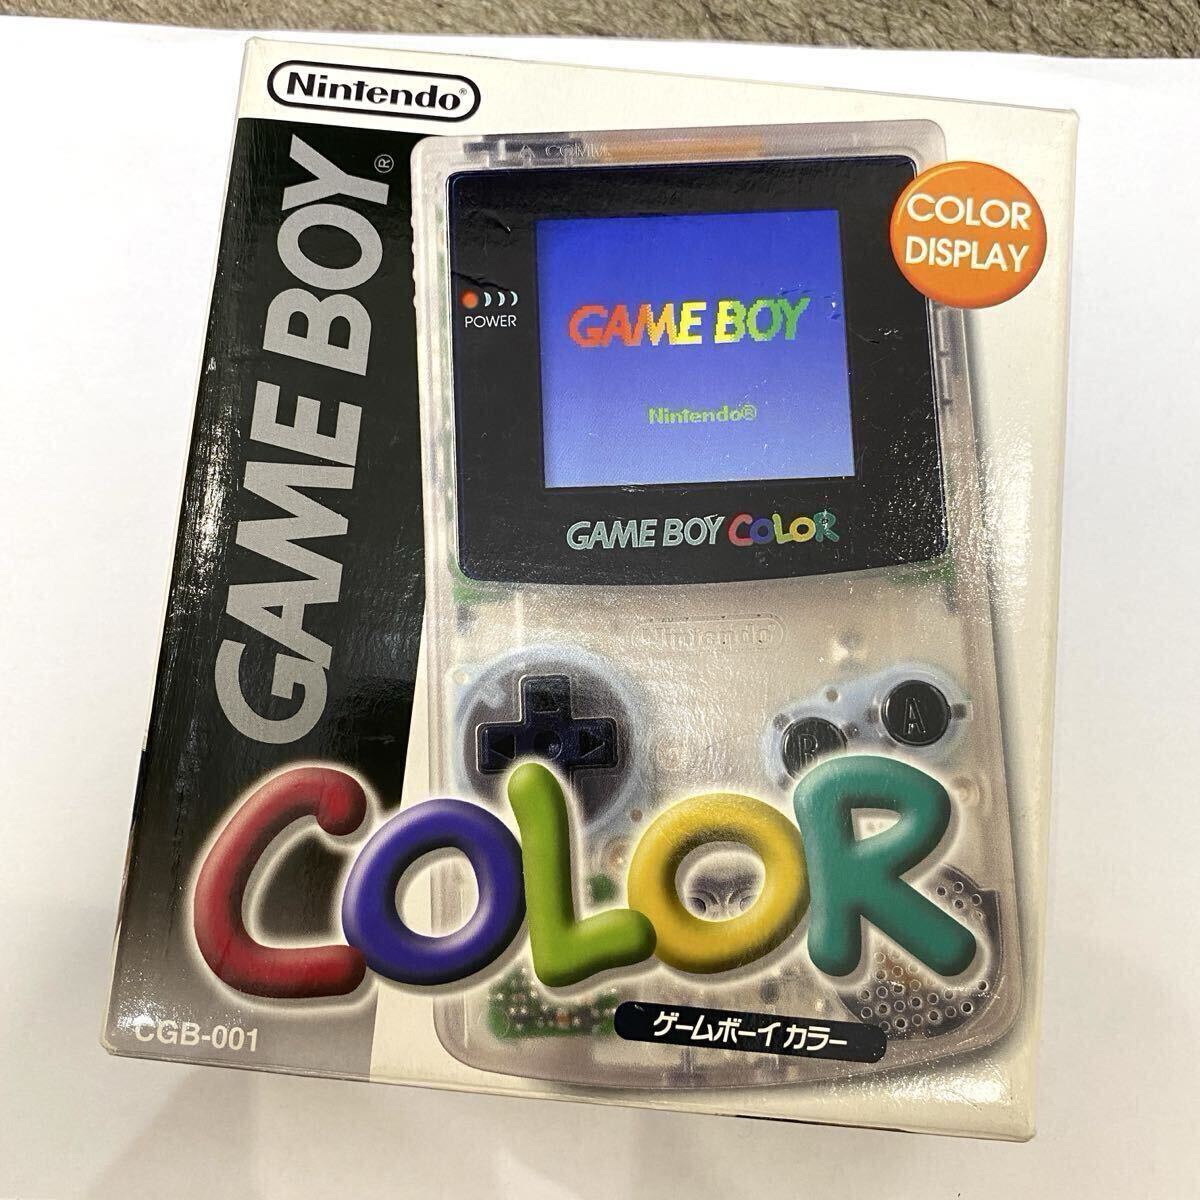 Nintendo®
GAME BOY®
COMM.
COLOR
DISPLAY
POWER
GAME BOY
Nintendo®
GAME BOY COLOR
Nintendo
A
B
COLOR
ゲームボーイカラー
CGB-001